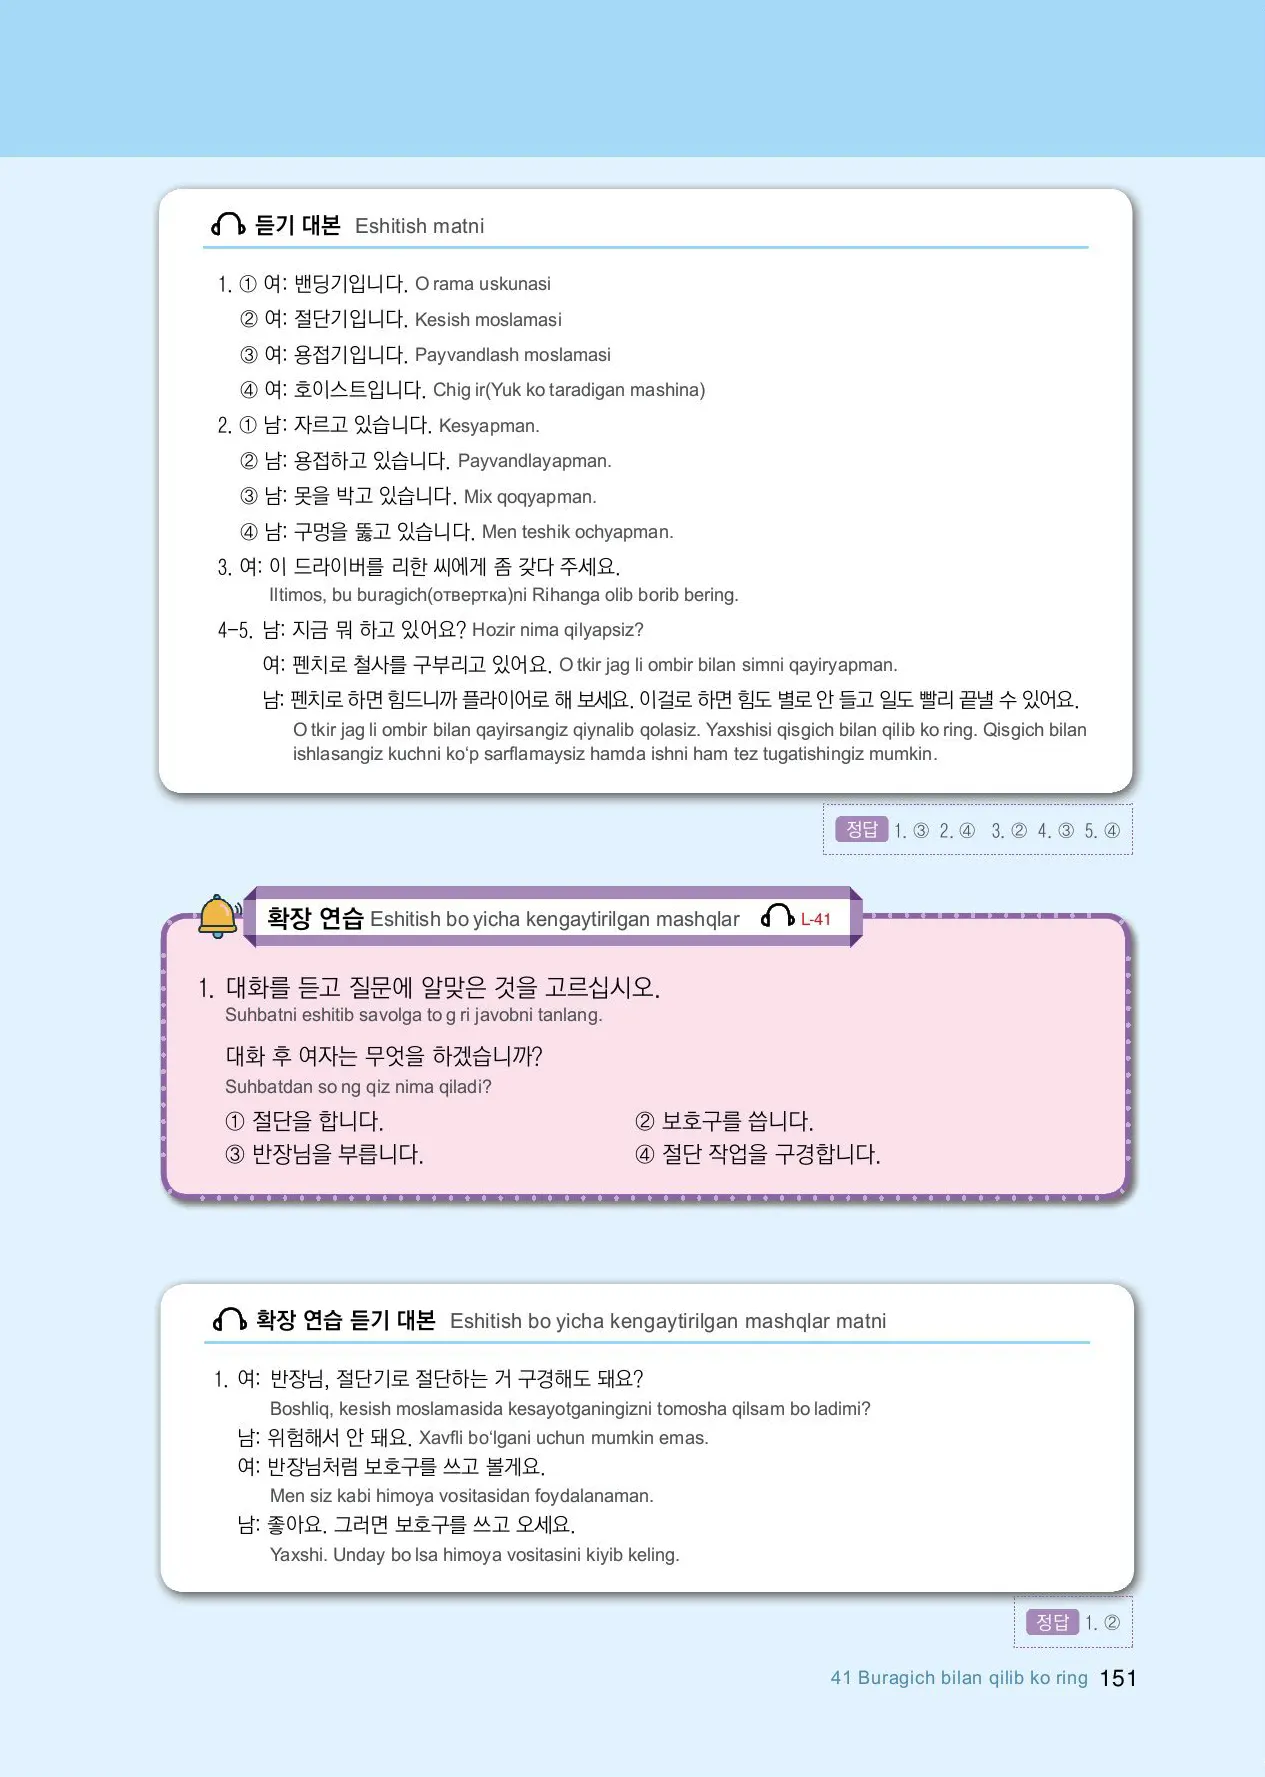 듣기 대본 Eshitish matni
1. ① 여: 밴딩기입니다. O rama uskunasi
② 여: 절단기입니다. Kesish moslamasi
③ 여: 용접기입니다. Payvandlash moslamasi
④ 여: 호이스트입니다. Chig ir(Yuk ko taradigan mashina)
2. ① 남: 자르고 있습니다. Kesyapman.
② 남: 용접하고 있습니다. Payvandlayapman.
③ 남: 못을 박고 있습니다. Mix qoqyapman.
④ 남: 구멍을 뚫고 있습니다. Men teshik ochyapman.
3. 여: 이 드라이버를 리한 씨에게 좀 갖다 주세요.
Iltimos, bu buragich(отвертка)ni Rihanga olib borib bering.
4-5. 남: 지금 뭐 하고 있어요? Hozir nima qilyapsiz?
여: 펜치로 철사를 구부리고 있어요. O tkir jag li ombir bilan simni qayiryapman.
남: 펜치로 하면 힘드니까 플라이어로 해 보세요. 이걸로 하면 힘도 별로 안 들고 일도 빨리 끝낼 수 있어요.
O tkir jag li ombir bilan qayirsangiz qiynalib qolasiz. Yaxshisi qisgich bilan qilib ko ring. Qisgich bilan
ishlasangiz kuchni ko‘p sarflamaysiz hamda ishni ham tez tugatishingiz mumkin.
정답 1. ③ 2. ④ 3. ② 4. ③ 5. ④
확장 연습 Eshitish bo yicha kengaytirilgan mashqlar L-41
1. 대화를 듣고 질문에 알맞은 것을 고르십시오.
Suhbatni eshitib savolga to g ri javobni tanlang.
대화 후 여자는 무엇을 하겠습니까?
Suhbatdan so ng qiz nima qiladi?
① 절단을 합니다. ② 보호구를 씁니다.
③ 반장님을 부릅니다. ④ 절단 작업을 구경합니다.
확장 연습 듣기 대본 Eshitish bo yicha kengaytirilgan mashqlar matni
1. 여: 반장님, 절단기로 절단하는 거 구경해도 돼요?
Boshliq, kesish moslamasida kesayotganingizni tomosha qilsam bo ladimi?
남: 위험해서 안 돼요. Xavfli bo‘lgani uchun mumkin emas.
여: 반장님처럼 보호구를 쓰고 볼게요.
Men siz kabi himoya vositasidan foydalanaman.
남: 좋아요. 그러면 보호구를 쓰고 오세요.
Yaxshi. Unday bo lsa himoya vositasini kiyib keling.
정답 1. ②
41 Buragich bilan qilib ko ring 151